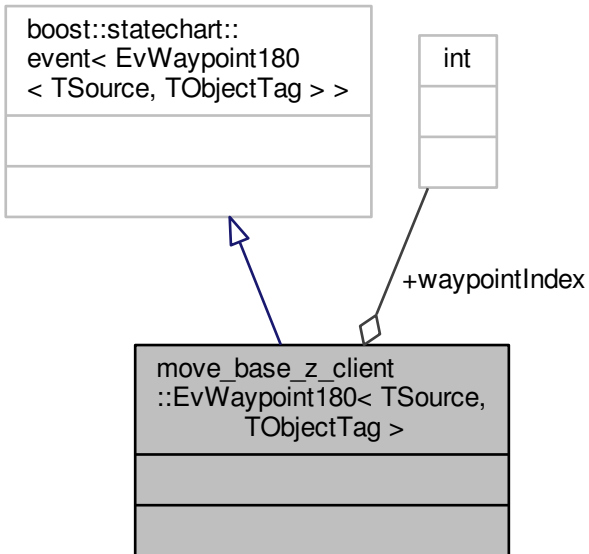 boost::statechart::
event< EvWaypoint180
< TSource, TObjectTag > >
int
+waypointIndex
move_base_z_client
::EvWaypoint180< TSource,
TObjectTag >